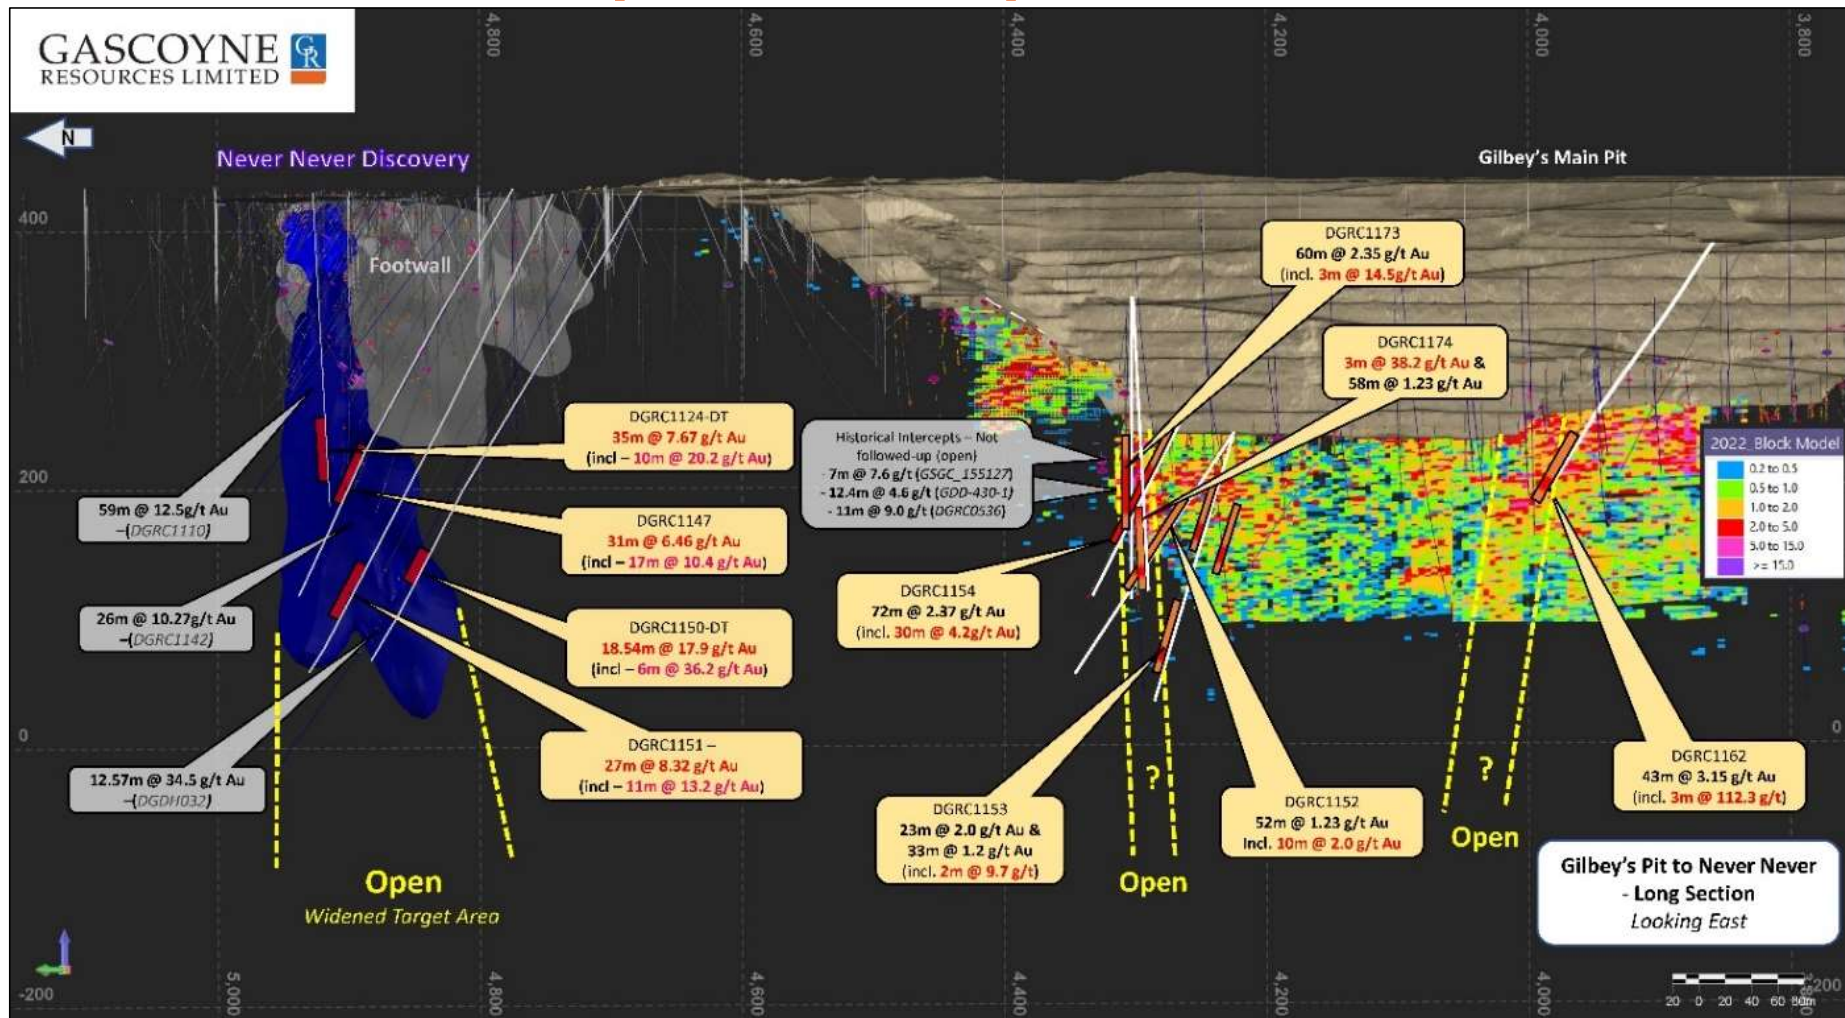 GASCOYNE
RESOURCES LIMITED
GR
4,800
4,600
4,400
4,200
4,000
3,800
N
Never Never Discovery
Gilbey's Main Pit
400
Footwall
DGRC1173
60m @ 2.35 g/t Au
(incl. 3m @ 14.5g/t Au)
DGRC1174
3m @ 38.2 g/t Au &
58m @ 1.23 g/t Au
DGRC1124-DT
35m @ 7.67 g/t Au
(incl – 10m @ 20.2 g/t Au)
Historical Intercepts – Not
followed-up (open)
- 7m @ 7.6 g/t (GSGC_155127)
- 12.4m @ 4.6 g/t (GDD-430-1)
- 11m @ 9.0 g/t (DGRC0536)
2022_Block Model
0.2 to 0.5
0.5 to 1.0
1.0 to 2.0
2.0 to 5.0
5.0 to 15.0
>= 15.0
200
59m @ 12.5g/t Au
–(DGRC1110)
DGRC1147
31m @ 6.46 g/t Au
(incl – 17m @ 10.4 g/t Au)
DGRC1154
72m @ 2.37 g/t Au
(incl. 30m @ 4.2g/t Au)
26m @ 10.27g/t Au
–(DGRC1142)
DGRC1150-DT
18.54m @ 17.9 g/t Au
(incl – 6m @ 36.2 g/t Au)
0
0
DGRC1151 –
27m @ 8.32 g/t Au
(incl – 11m @ 13.2 g/t Au)
12.57m @ 34.5 g/t Au
–(DGDH032)
?
?
DGRC1162
43m @ 3.15 g/t Au
(incl. 3m @ 112.3 g/t)
DGRC1153
23m @ 2.0 g/t Au &
33m @ 1.2 g/t Au
(incl. 2m @ 9.7 g/t)
DGRC1152
52m @ 1.23 g/t Au
Incl. 10m @ 2.0 g/t Au
Open
Open
Open
Widened Target Area
Gilbey's Pit to Never Never
- Long Section
Looking East
-200
5,000
4,800
4,600
4,400
4,200
4,000
200
20 0 20 40 60 80m